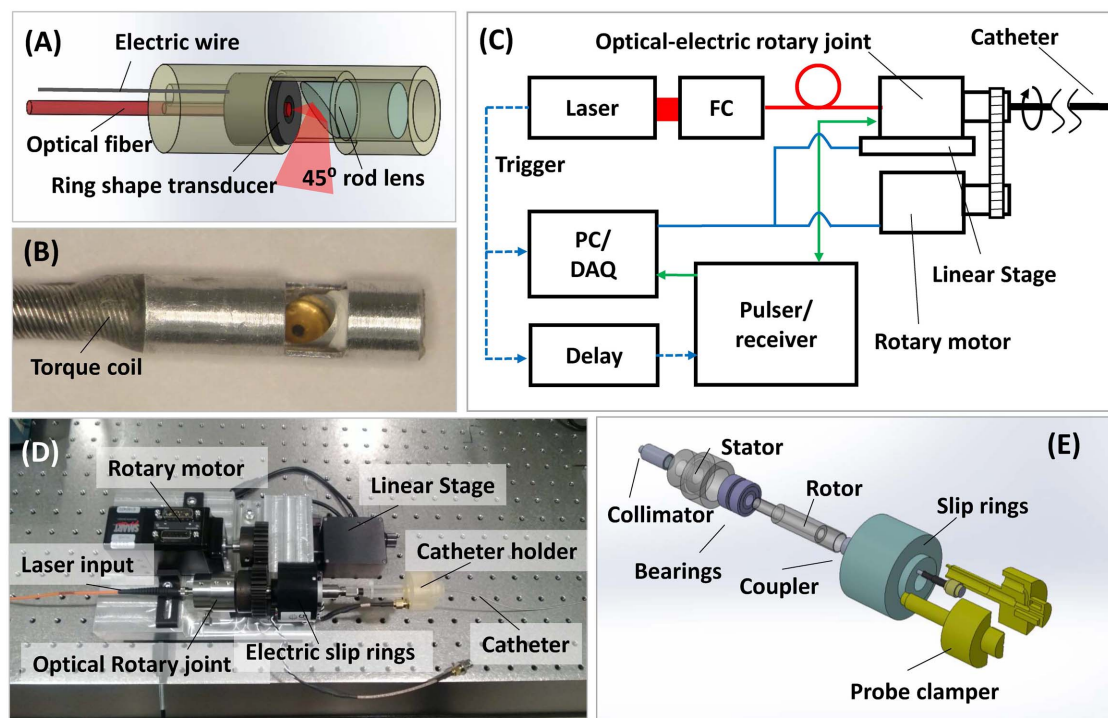 (A)
Electric wire
Optical fiber
Ring shape transducer
45⁰ rod lens
(B)
Torque coil
(C)
Optical-electric rotary joint
Catheter
Laser
FC
Trigger
PC/
DAQ
Linear Stage
Pulser/
receiver
Delay
Rotary motor
(D)
Rotary motor
Linear Stage
Laser input
Catheter holder
Optical Rotary joint
Electric slip rings
Catheter
(E)
Stator
Collimator
Rotor
Slip rings
Bearings
Coupler
Probe clamper